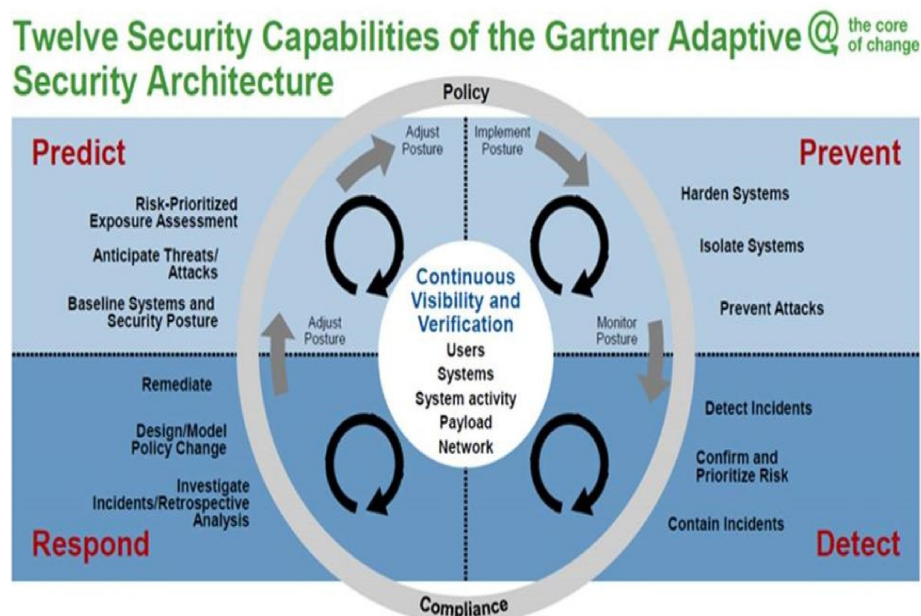 Twelve Security Capabilities of the Gartner Adaptive
Security Architecture
@ the core
of change
Policy
Predict
Adjust
Posture
Implement
Posture
Prevent
Risk-Prioritized
Exposure Assessment
Anticipate Threats/
Attacks
Baseline Systems and
Security Posture
Adjust
Posture
Continuous
Visibility and
Verification
Users
Systems
System activity
Payload
Network
Harden Systems
Isolate Systems
Prevent Attacks
Monitor
Posture
Remediate
Design/Model
Policy Change
Investigate
Incidents/Retrospective
Analysis
Respond
Detect Incidents
Confirm and
Prioritize Risk
Contain Incidents
Detect
Compliance